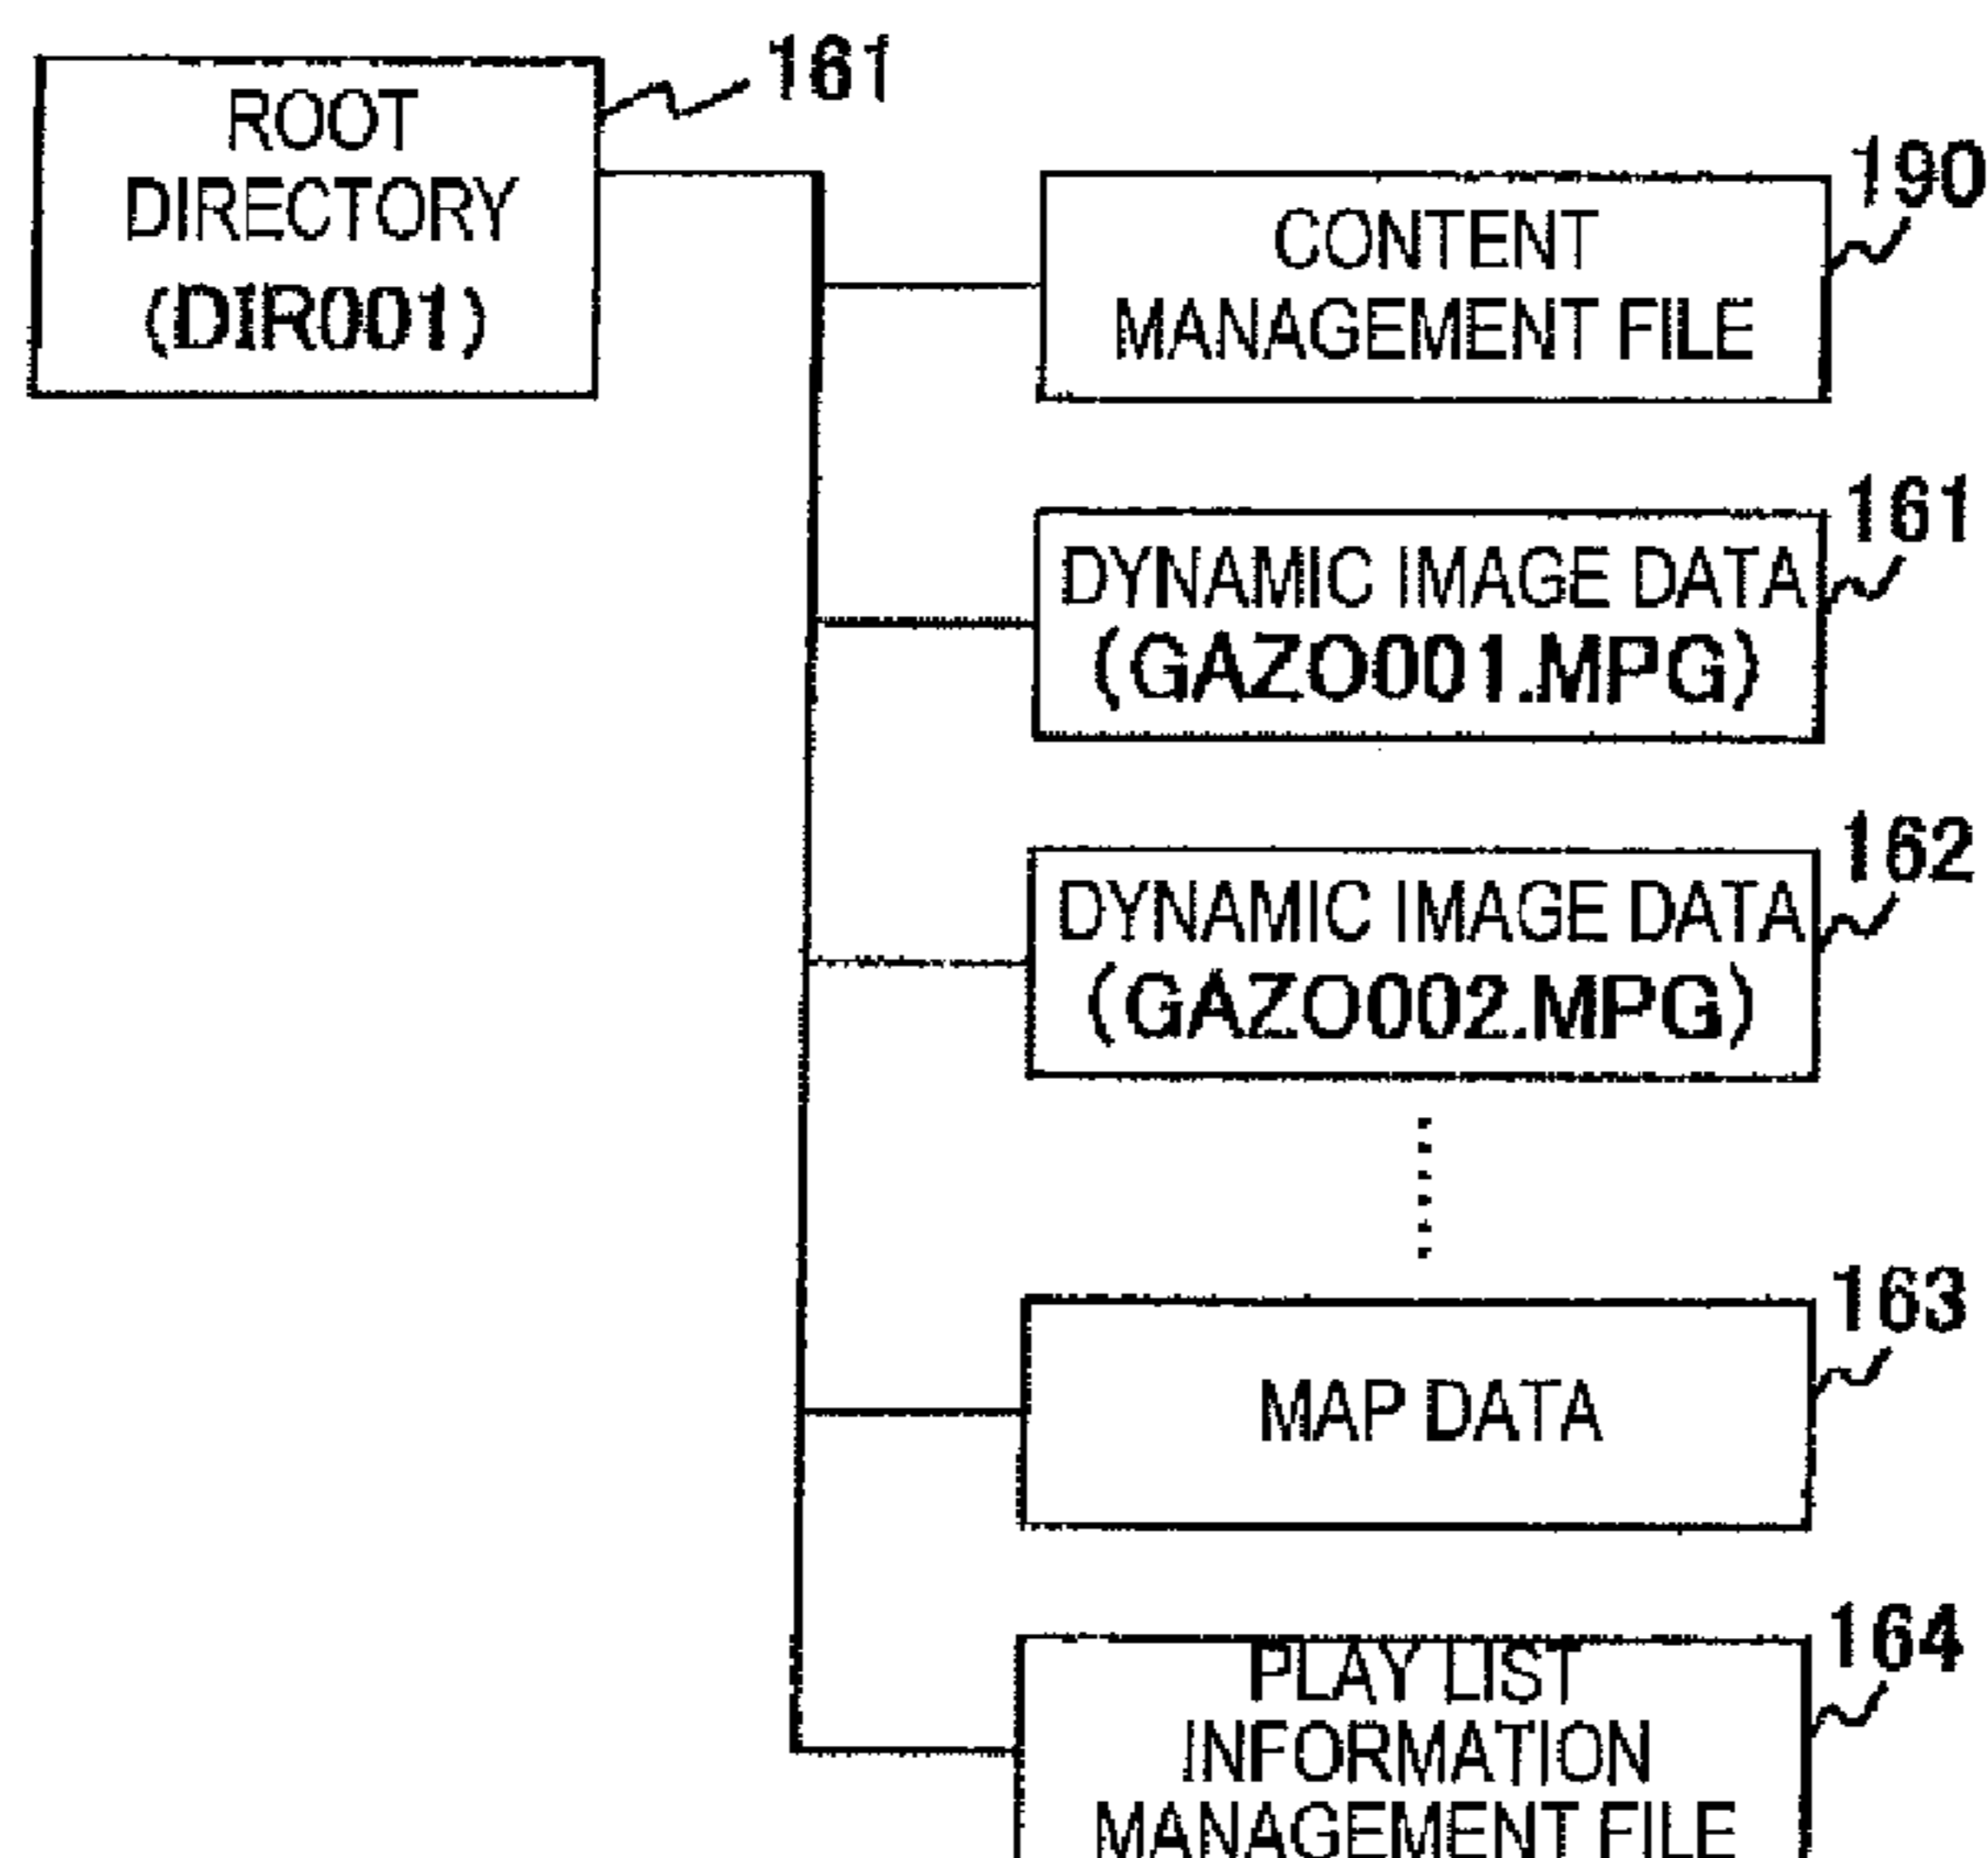 161
ROOT
DIRECTORY
(DIR001)
190
CONTENT
MANAGEMENT FILE
161
DYNAMIC IMAGE DATA
(GAZO001.MPG)
162
DYNAMIC IMAGE DATA
(GAZO002.MPG)
163
MAP DATA
164
PLAY LIST
INFORMATION
MANAGEMENT FILE